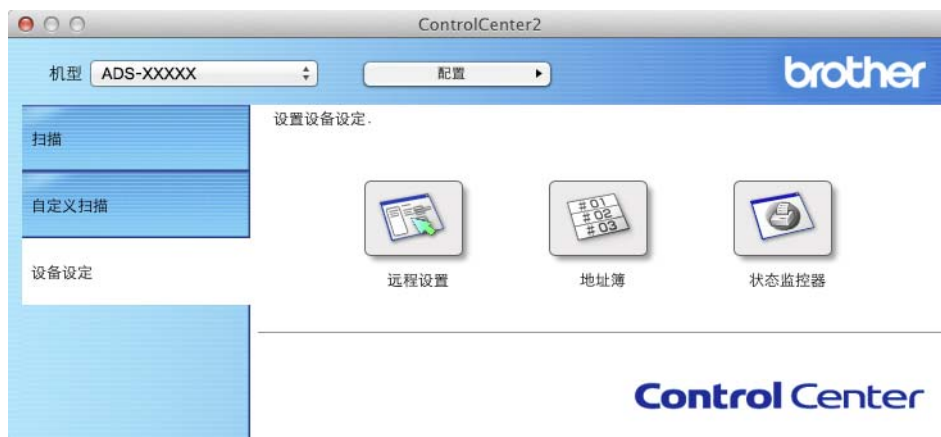 ControlCenter2
机型 ADS-XXXXX 配置
brother
扫描
自定义扫描
设备设定
设置设备设定.
#01
#02
#03
远程设置 地址簿 状态监控器
Control Center